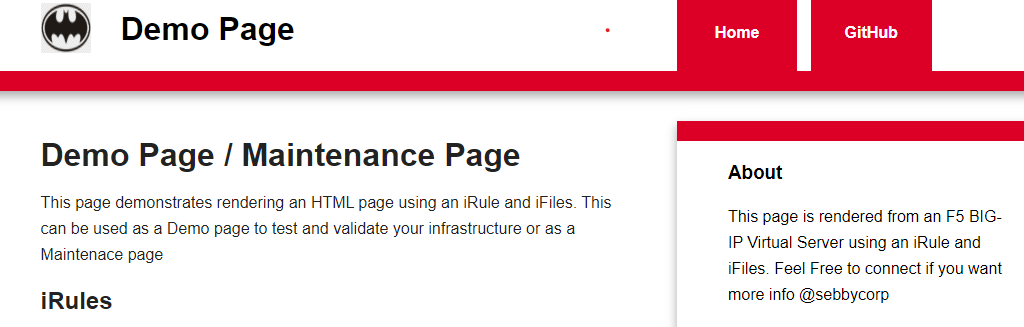 Demo Page
Home
GitHub
Demo Page / Maintenance Page
This page demonstrates rendering an HTML page using an iRule and iFiles. This
can be used as a Demo page to test and validate your infrastructure or as a
Maintenace page
iRules
About
This page is rendered from an F5 BIG-
IP Virtual Server using an iRule and
iFiles. Feel Free to connect if you want
more info @sebbycorp